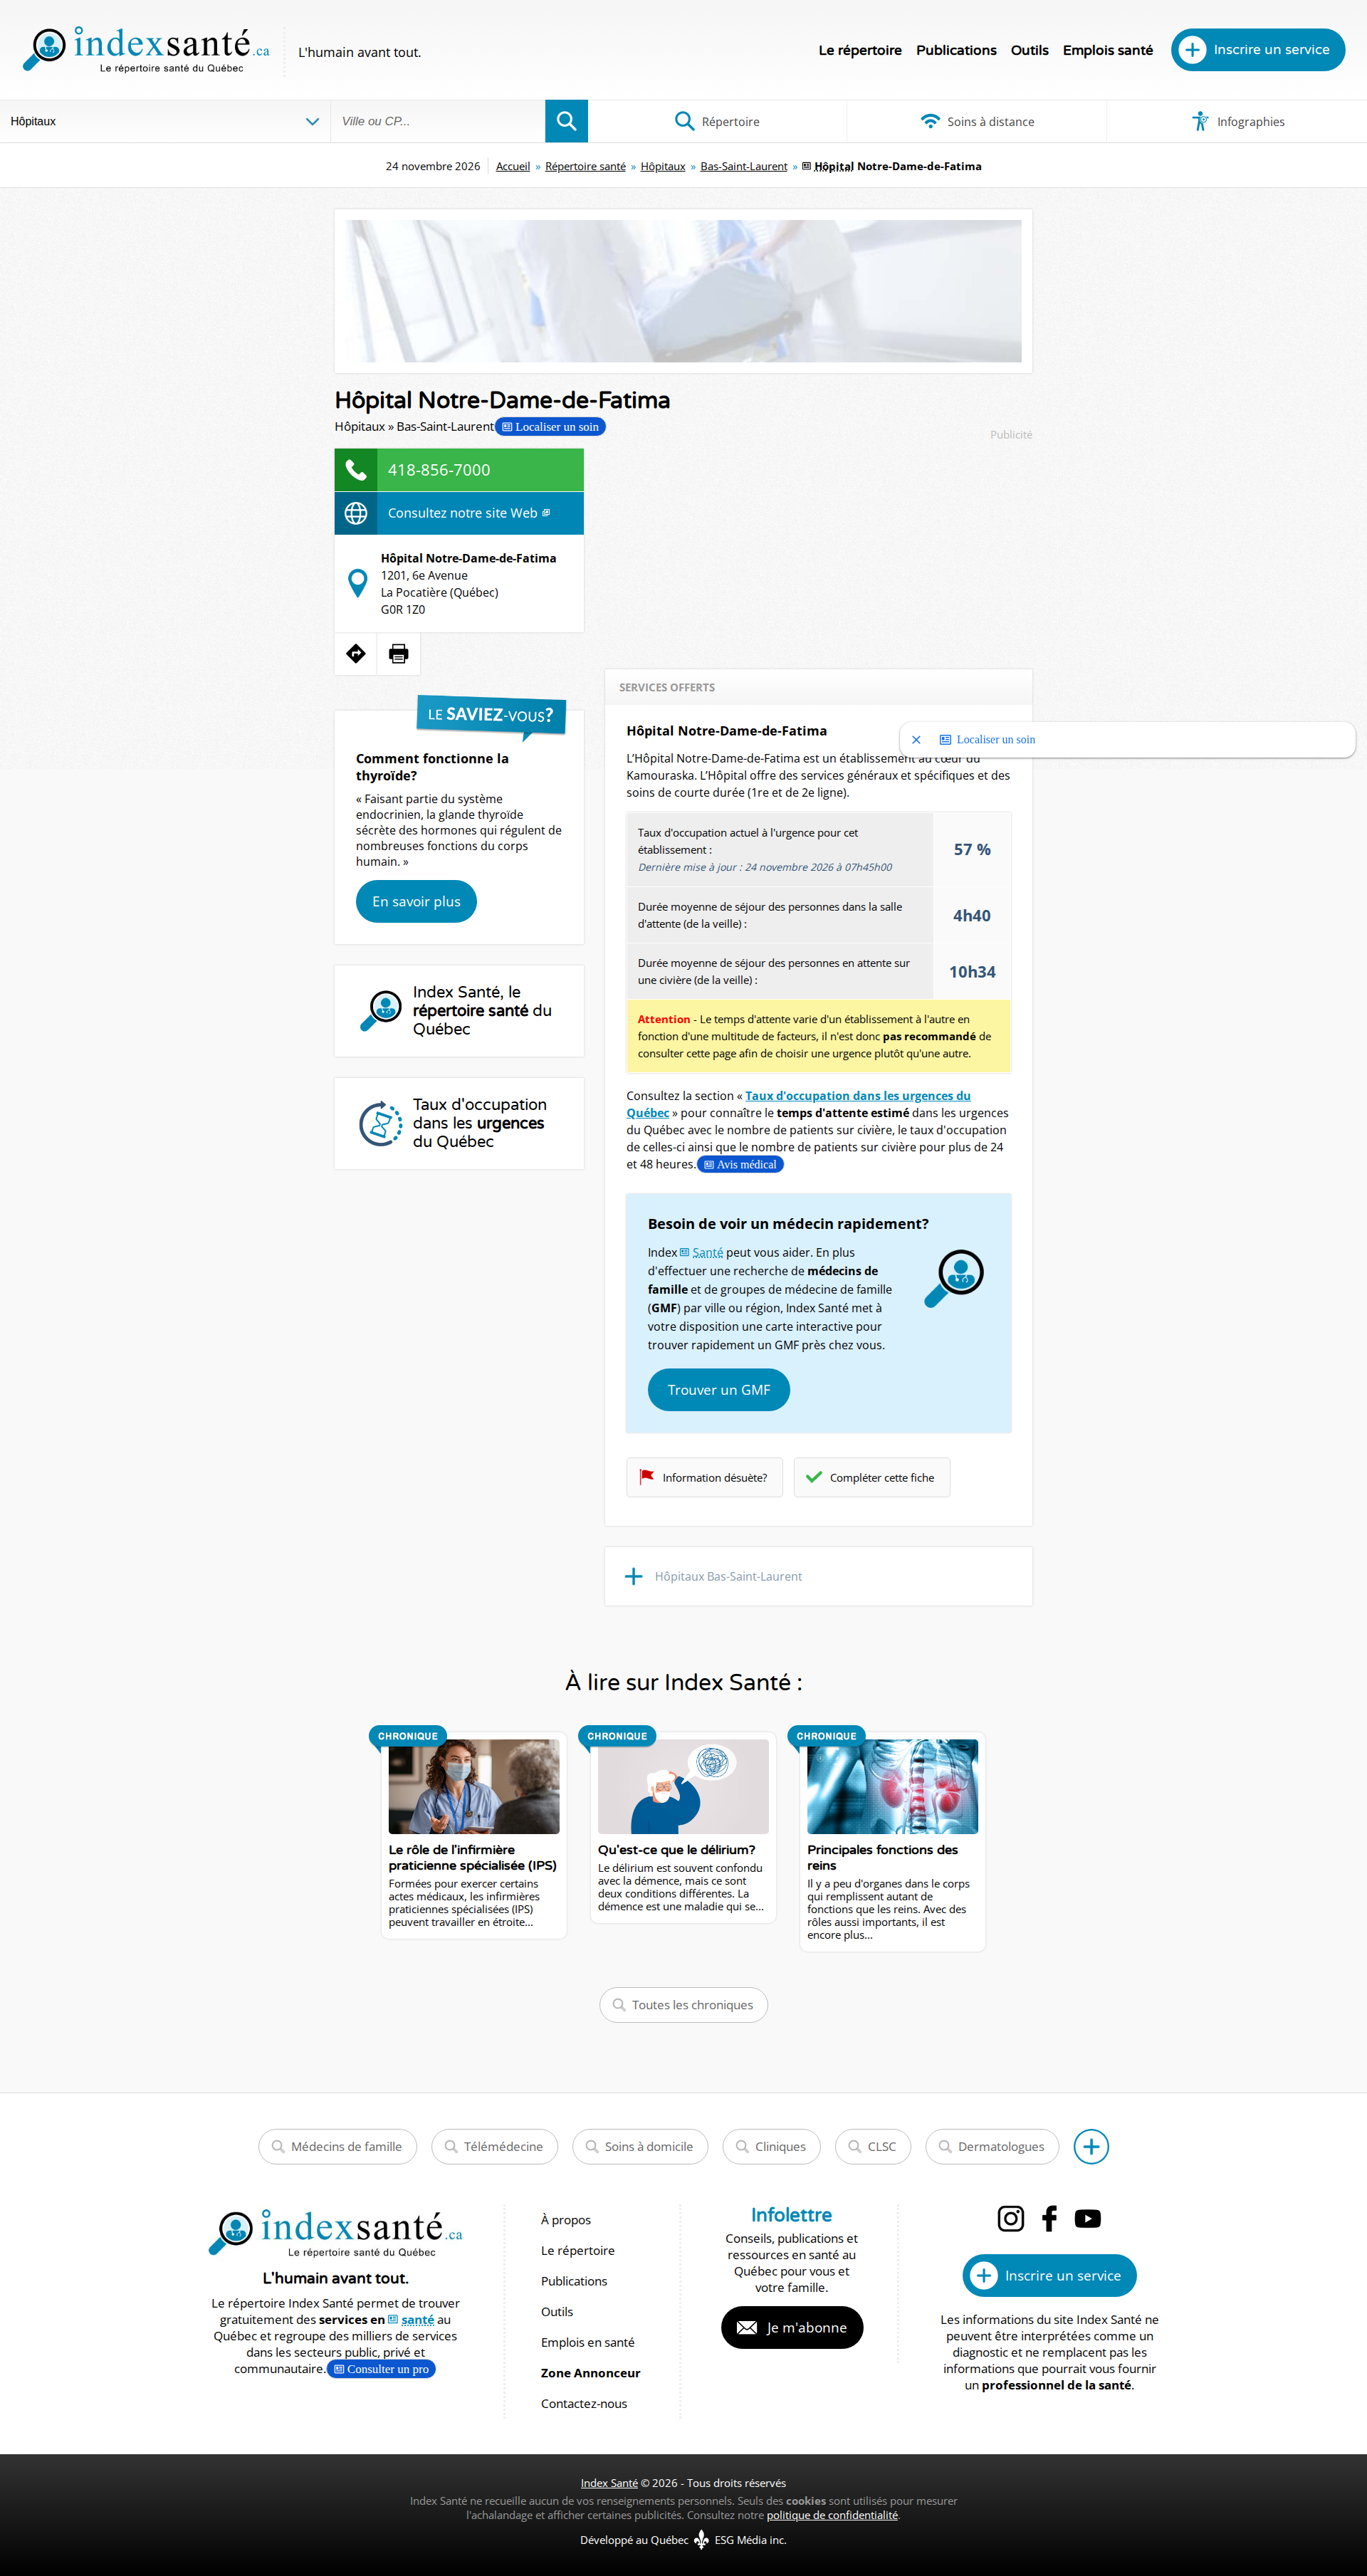 indexsanté.ca
Le répertoire santé du Québec
L'humain avant tout.
Le répertoire
Publications
Outils
Emplois santé
Inscrire un service
Hôpitaux
Ville ou CP...
Répertoire
Soins à distance
Infographies
24 novembre 2026 Accueil » Répertoire santé » Hôpitaux » Bas-Saint-Laurent » Hôpital Notre-Dame-de-Fatima
Hôpital Notre-Dame-de-Fatima
Hôpitaux » Bas-Saint-Laurent Localiser un soin
Publicité
418-856-7000
Consultez notre site Web
Hôpital Notre-Dame-de-Fatima
1201, 6e Avenue
La Pocatière (Québec)
G0R 1Z0
LE SAVIEZ-VOUS?
Comment fonctionne la
thyroïde?
« Faisant partie du système
endocrinien, la glande thyroïde
sécrète des hormones qui régulent de
nombreuses fonctions du corps
humain. »
En savoir plus
Index Santé, le
répertoire santé du
Québec
Taux d'occupation
dans les urgences
du Québec
SERVICES OFFERTS
Hôpital Notre-Dame-de-Fatima
Localiser un soin
L'Hôpital Notre-Dame-de-Fatima est un établissement au cœur du
Kamouraska. L'Hôpital offre des services généraux et spécifiques et des
soins de courte durée (1re et de 2e ligne).
Taux d'occupation actuel à l'urgence pour cet
établissement :
Dernière mise à jour : 24 novembre 2026 à 07h45h00
57 %
Durée moyenne de séjour des personnes dans la salle
d'attente (de la veille) :
4h40
Durée moyenne de séjour des personnes en attente sur
une civière (de la veille) :
10h34
Attention - Le temps d'attente varie d'un établissement à l'autre en
fonction d'une multitude de facteurs, il n'est donc pas recommandé de
consulter cette page afin de choisir une urgence plutôt qu'une autre.
Consultez la section « Taux d'occupation dans les urgences du
Québec » pour connaître le temps d'attente estimé dans les urgences
du Québec avec le nombre de patients sur civière, le taux d'occupation
de celles-ci ainsi que le nombre de patients sur civière pour plus de 24
et 48 heures. Avis médical
Besoin de voir un médecin rapidement?
Index Santé peut vous aider. En plus
d'effectuer une recherche de médecins de
famille et de groupes de médecine de famille
(GMF) par ville ou région, Index Santé met à
votre disposition une carte interactive pour
trouver rapidement un GMF près chez vous.
Trouver un GMF
Information désuète?
Compléter cette fiche
Hôpitaux Bas-Saint-Laurent
À lire sur Index Santé :
CHRONIQUE
Le rôle de l'infirmière
praticienne spécialisée (IPS)
Formées pour exercer certains
actes médicaux, les infirmières
praticiennes spécialisées (IPS)
peuvent travailler en étroite...
CHRONIQUE
Qu'est-ce que le délirium?
Le délirium est souvent confondu
avec la démence, mais ce sont
deux conditions différentes. La
démence est une maladie qui se...
CHRONIQUE
Principales fonctions des
reins
Il y a peu d'organes dans le corps
qui remplissent autant de
fonctions que les reins. Avec des
rôles aussi importants, il est
encore plus...
Toutes les chroniques
Médecins de famille
Télémédecine
Soins à domicile
Cliniques
CLSC
Dermatologues
indexsanté.ca
Le répertoire santé du Québec
L'humain avant tout.
Le répertoire Index Santé permet de trouver
gratuitement des services en santé au
Québec et regroupe des milliers de services
dans les secteurs public, privé et
communautaire. Consulter un pro
À propos
Le répertoire
Publications
Outils
Emplois en santé
Zone Annonceur
Contactez-nous
Infolettre
Conseils, publications et
ressources en santé au
Québec pour vous et
votre famille.
Je m'abonne
Inscrire un service
Les informations du site Index Santé ne
peuvent être interprétées comme un
diagnostic et ne remplacent pas les
informations que pourrait vous fournir
un professionnel de la santé.
Index Santé © 2026 - Tous droits réservés
Index Santé ne recueille aucun de vos renseignements personnels. Seuls des cookies sont utilisés pour mesurer
l'achalandage et afficher certaines publicités. Consultez notre politique de confidentialité.
Développé au Québec ESG Média inc.